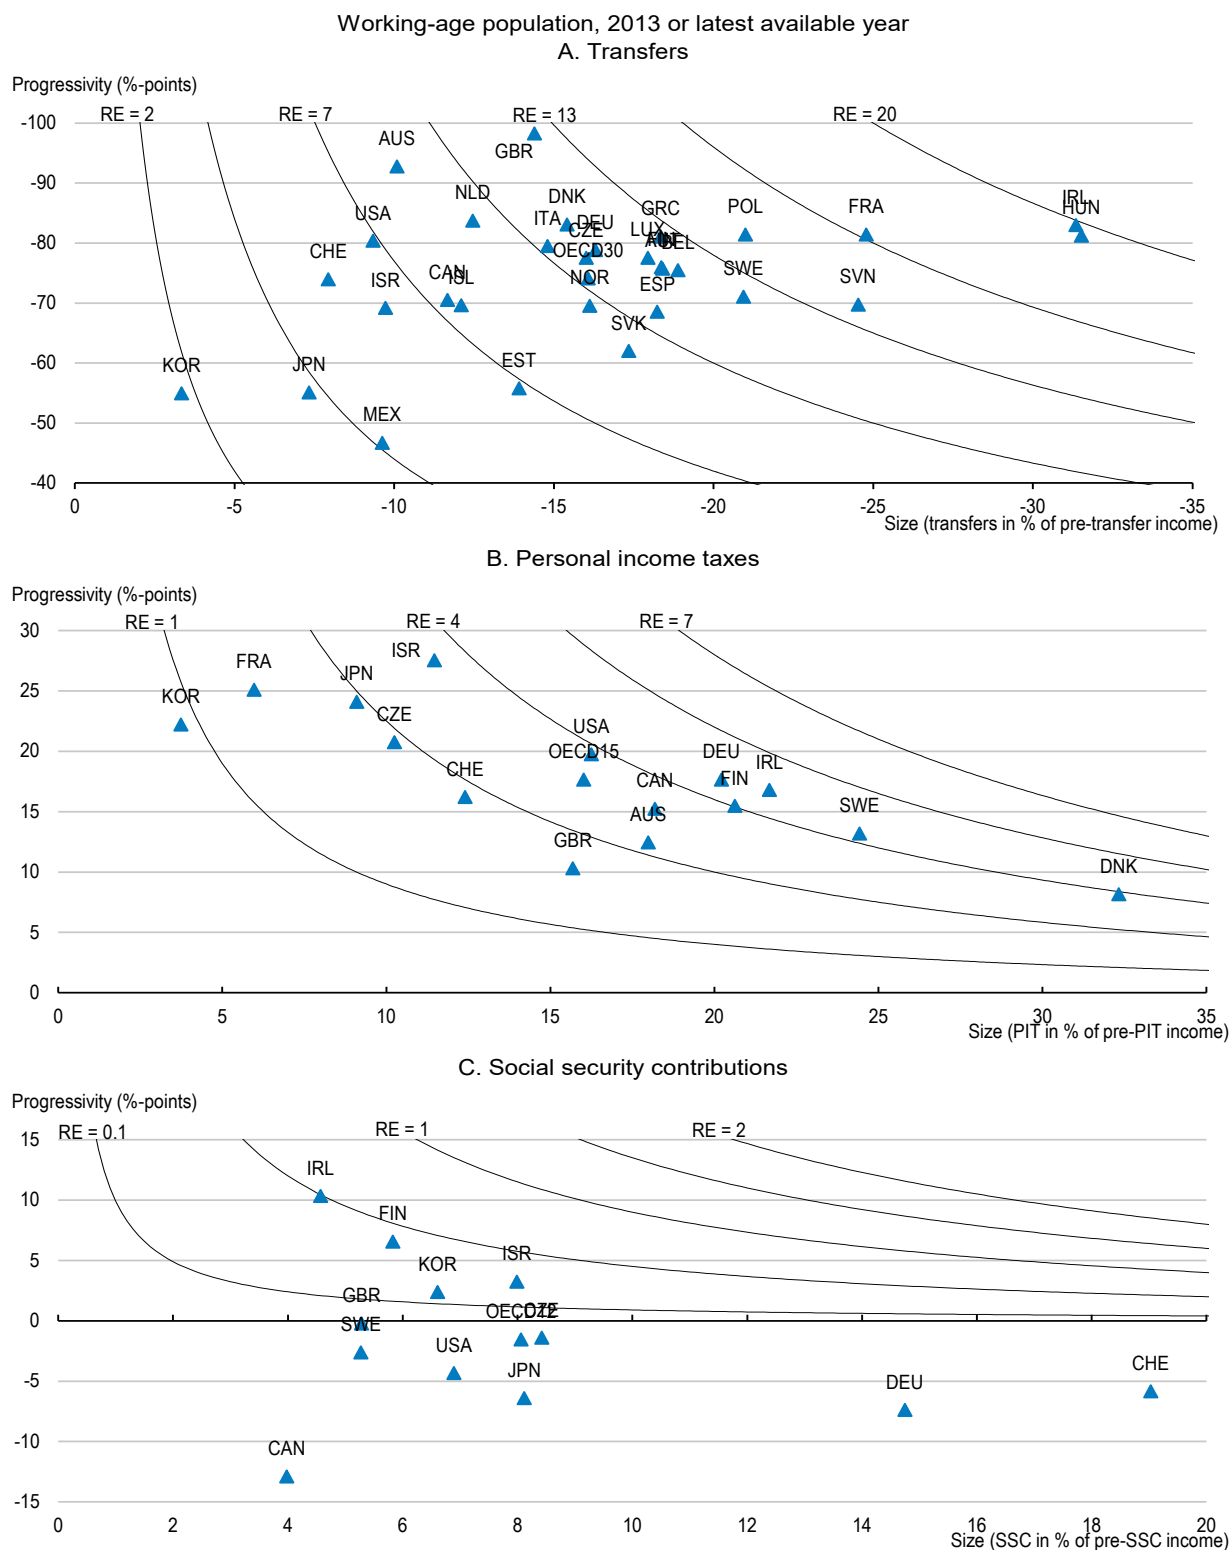 Working-age population, 2013 or latest available year
A. Transfers
Progressivity (%-points)
RE = 2 RE = 7 RE = 13 RE = 20
-100
AUS
GBR
-90
NLD DNK IRL
ITA DEU GRC POL FRA HUN
USA CZE LUX
-80
CHE OECD30 BEL
ISR CAN ISL NOR ESP SWE SVN
-70
SVK
-60
KOR JPN EST
-50
MEX
-40
0 -5 -10 -15 -20 -25 -30 -35
Size (transfers in % of pre-transfer income)
B. Personal income taxes
Progressivity (%-points)
RE = 1 RE = 4 RE = 7
30
FRA ISR
25
KOR JPN
CZE USA
20
CHE OECD15 DEU IRL
CAN FIN
15
GBR AUS SWE
10
DNK
5
0
0 5 10 15 20 25 30 35
Size (PIT in % of pre-PIT income)
C. Social security contributions
Progressivity (%-points)
RE = 0.1 RE = 1 RE = 2
15
IRL
10
FIN
5
KOR ISR
GBR OECD12 CZE
0
SWE
USA JPN CHE
-5
DEU
-10
CAN
-15
0 2 4 6 8 10 12 14 16 18 20
Size (SSC in % of pre-SSC income)